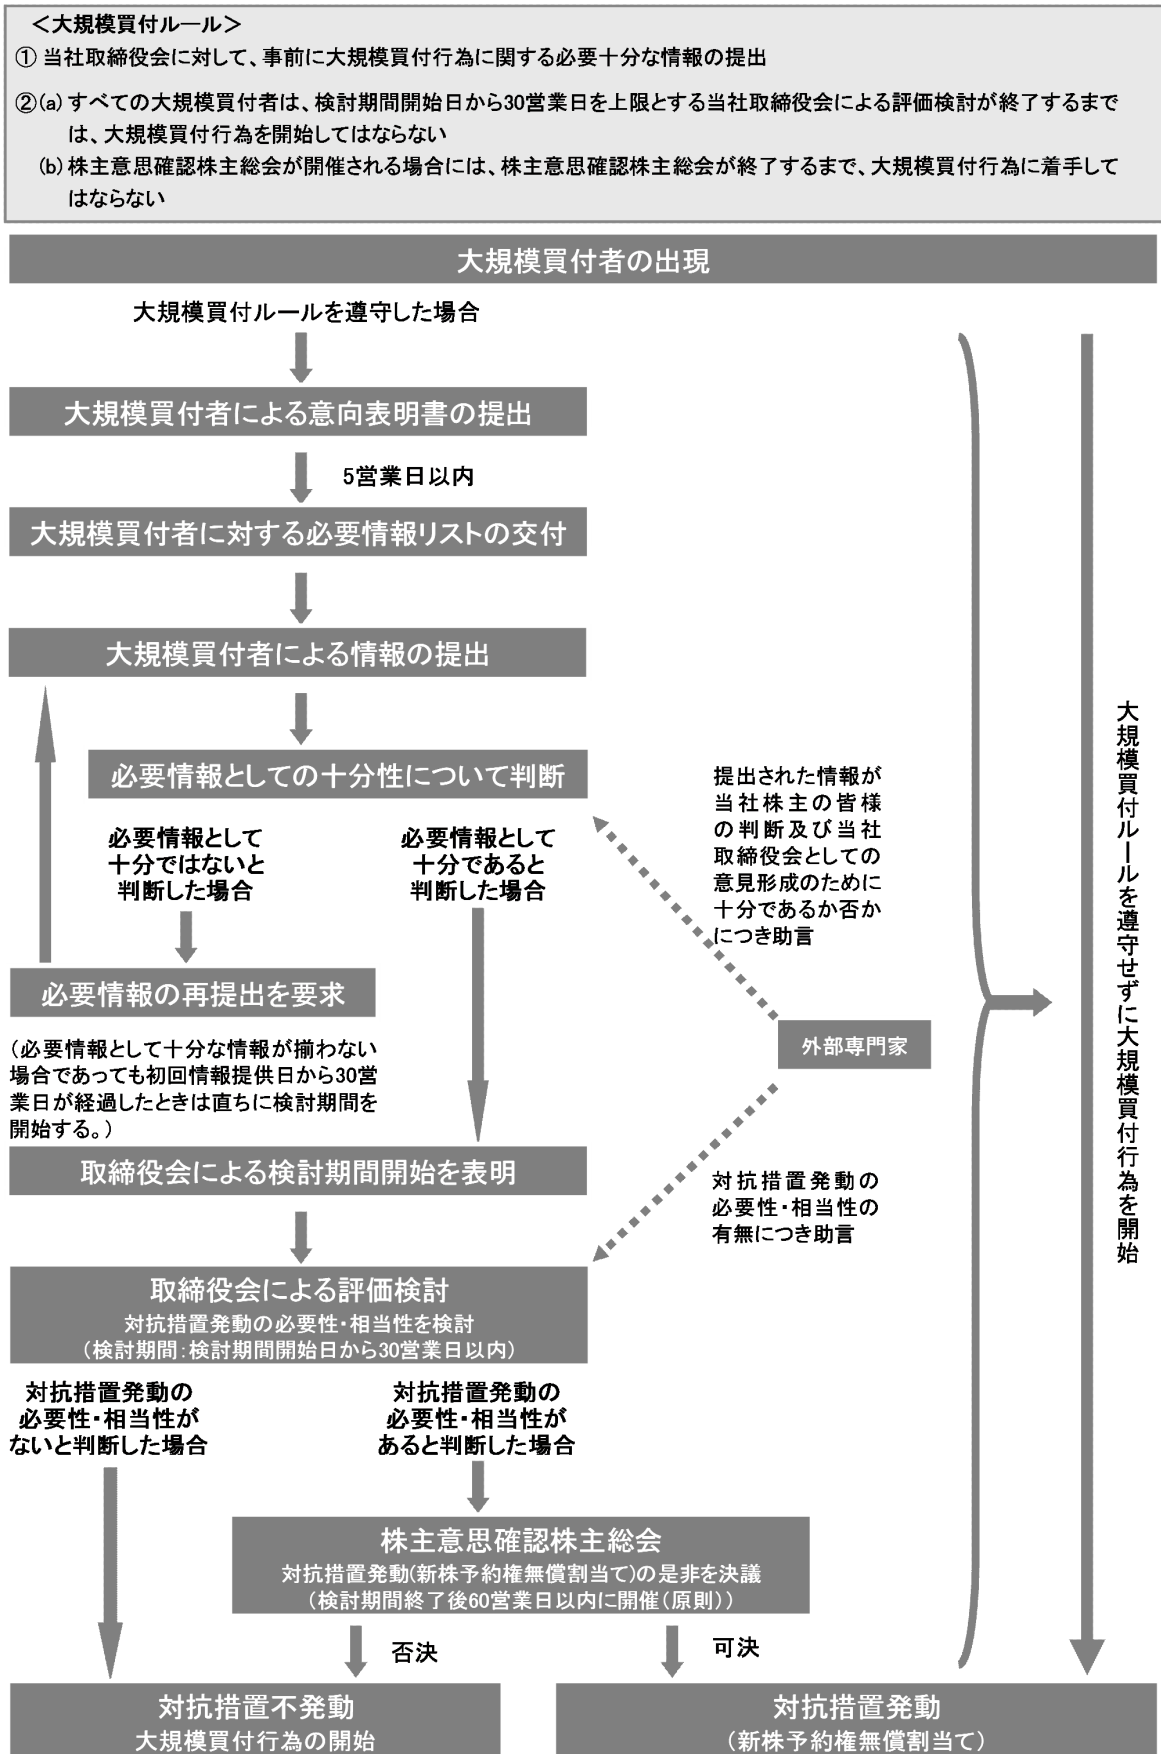 ＜大規模買付ルール＞
① 当社取締役会に対して、事前に大規模買付行為に関する必要十分な情報の提出
②(a) すべての大規模買付者は、検討期間開始日から30営業日を上限とする当社取締役会による評価検討が終了するまで
は、大規模買付行為を開始してはならない
(b) 株主意思確認株主総会が開催される場合には、株主意思確認株主総会が終了するまで、大規模買付行為に着手して
はならない
大規模買付者の出現
大規模買付ルールを遵守した場合
大規模買付者による意向表明書の提出
5営業日以内
大規模買付者に対する必要情報リストの交付
大規模買付者による情報の提出
必要情報としての十分性について判断
必要情報として
十分ではないと
判断した場合
必要情報として
十分であると
判断した場合
提出された情報が
当社株主の皆様
の判断及び当社
取締役会としての
意見形成のために
十分であるか否か
につき助言
必要情報の再提出を要求
（必要情報として十分な情報が揃わない
場合であっても初回情報提供日から30営
業日が経過したときは直ちに検討期間を
開始する。）
外部専門家
取締役会による検討期間開始を表明
対抗措置発動の
必要性・相当性の
有無につき助言
取締役会による評価検討
対抗措置発動の必要性・相当性を検討
（検討期間：検討期間開始日から30営業日以内）
対抗措置発動の
必要性・相当性が
ないと判断した場合
対抗措置発動の
必要性・相当性が
あると判断した場合
株主意思確認株主総会
対抗措置発動(新株予約権無償割当て)の是非を決議
（検討期間終了後60営業日以内に開催（原則））
否決
可決
対抗措置不発動
大規模買付行為の開始
対抗措置発動
（新株予約権無償割当て）
大規模買付ルールを遵守せずに大規模買付行為を開始